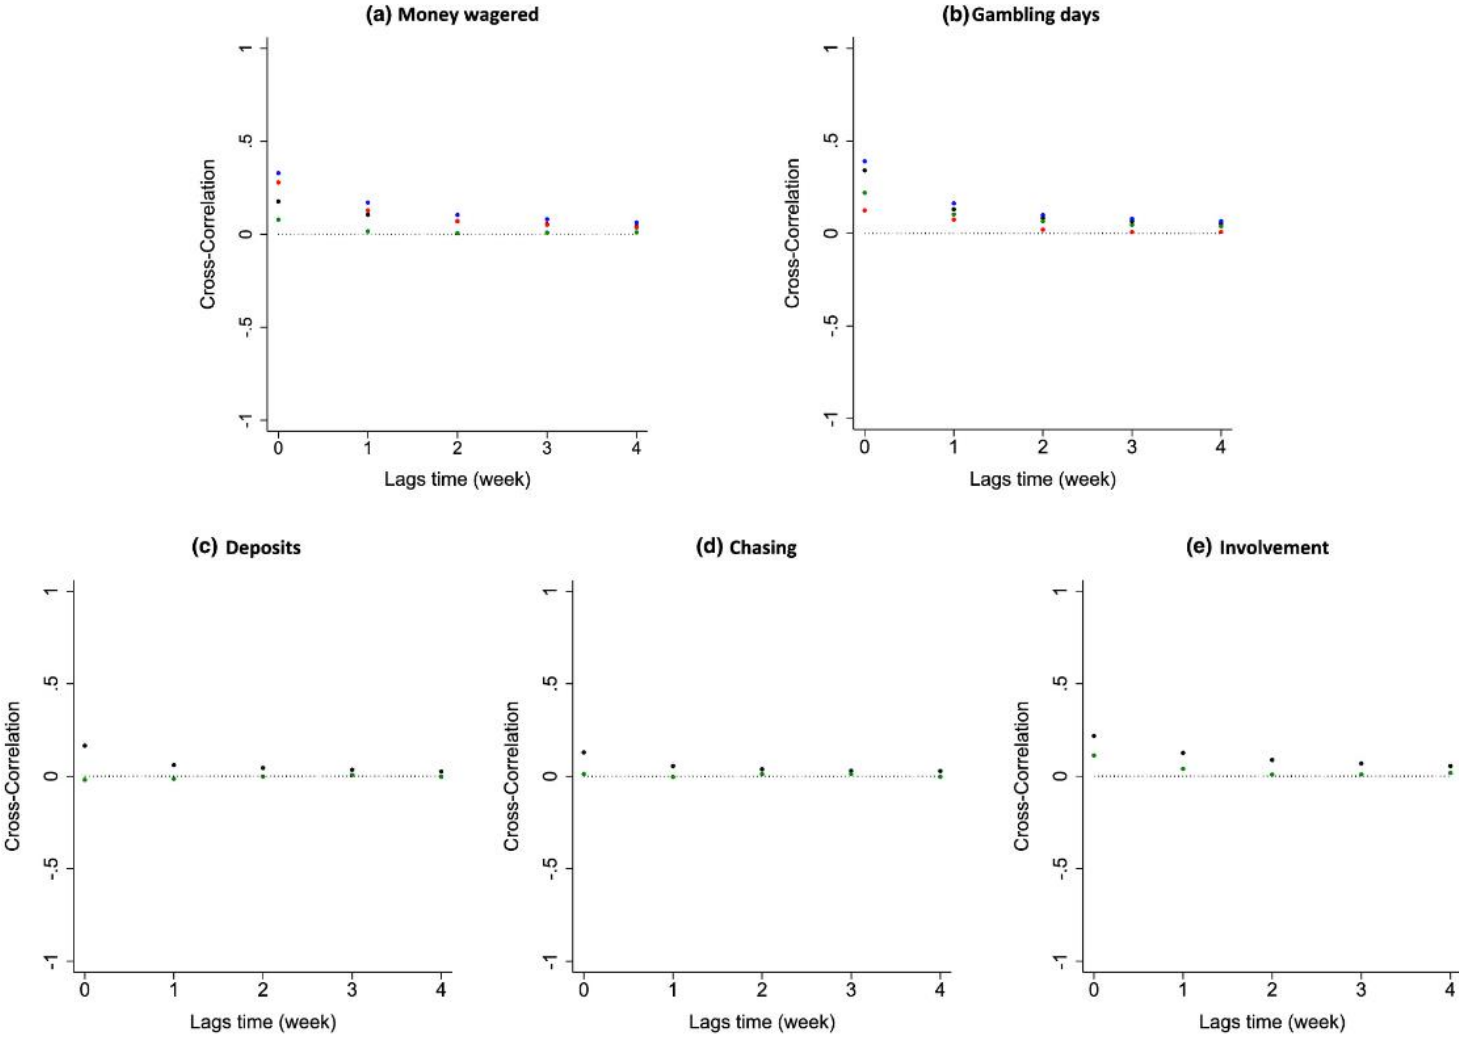 (a) Money wagered
1
.5
0
-.5
-1
Cross-Correlation
0 1 2 3 4
Lags time (week)
(b) Gambling days
1
.5
0
-.5
-1
Cross-Correlation
0 1 2 3 4
Lags time (week)
(c) Deposits
1
.5
0
-.5
-1
Cross-Correlation
0 1 2 3 4
Lags time (week)
(d) Chasing
1
.5
0
-.5
-1
Cross-Correlation
0 1 2 3 4
Lags time (week)
(e) Involvement
1
.5
0
-.5
-1
Cross-Correlation
0 1 2 3 4
Lags time (week)